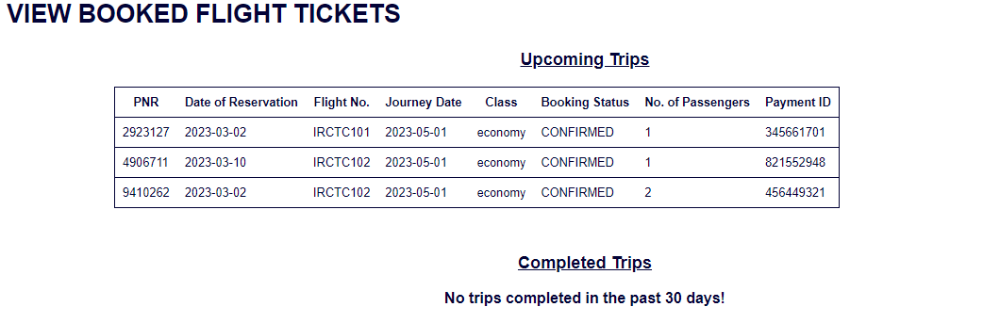 VIEW BOOKED FLIGHT TICKETS
Upcoming Trips
PNR Date of Reservation Flight No. Journey Date Class Booking Status No. of Passengers Payment ID
2923127 2023-03-02 IRCTC101 2023-05-01 economy CONFIRMED 1 345661701
4906711 2023-03-10 IRCTC102 2023-05-01 economy CONFIRMED 1 821552948
9410262 2023-03-02 IRCTC102 2023-05-01 economy CONFIRMED 2 456449321
Completed Trips
No trips completed in the past 30 days!